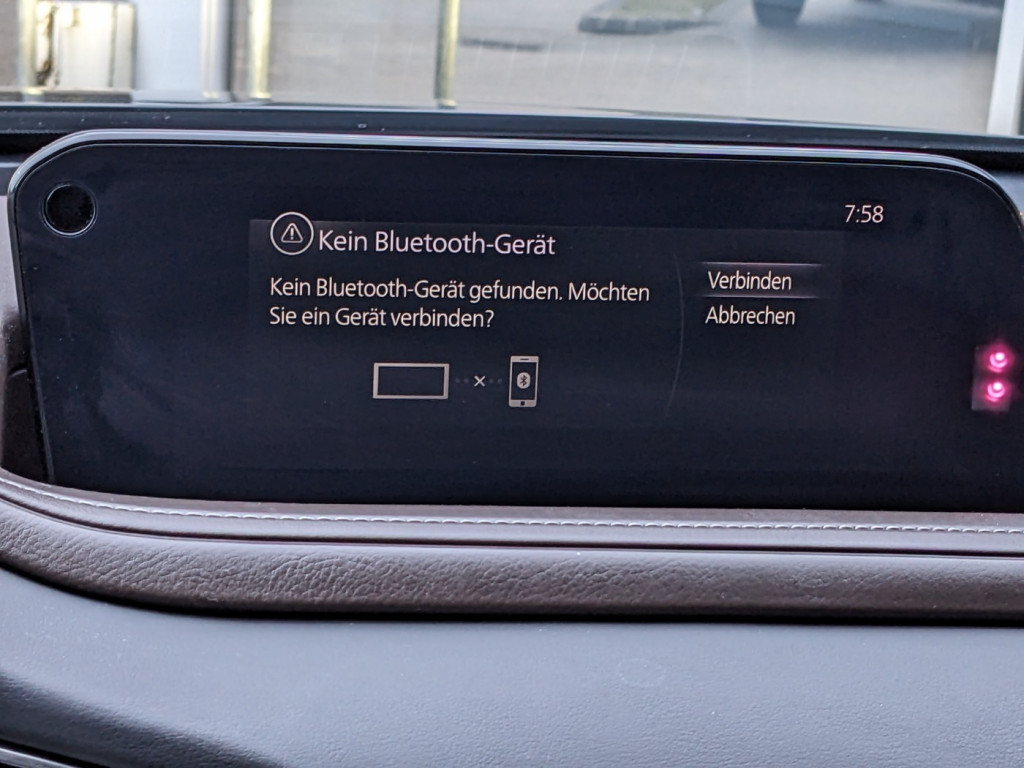 7:58
Kein Bluetooth-Gerät
Kein Bluetooth-Gerät gefunden. Möchten
Sie ein Gerät verbinden?
Verbinden
Abbrechen